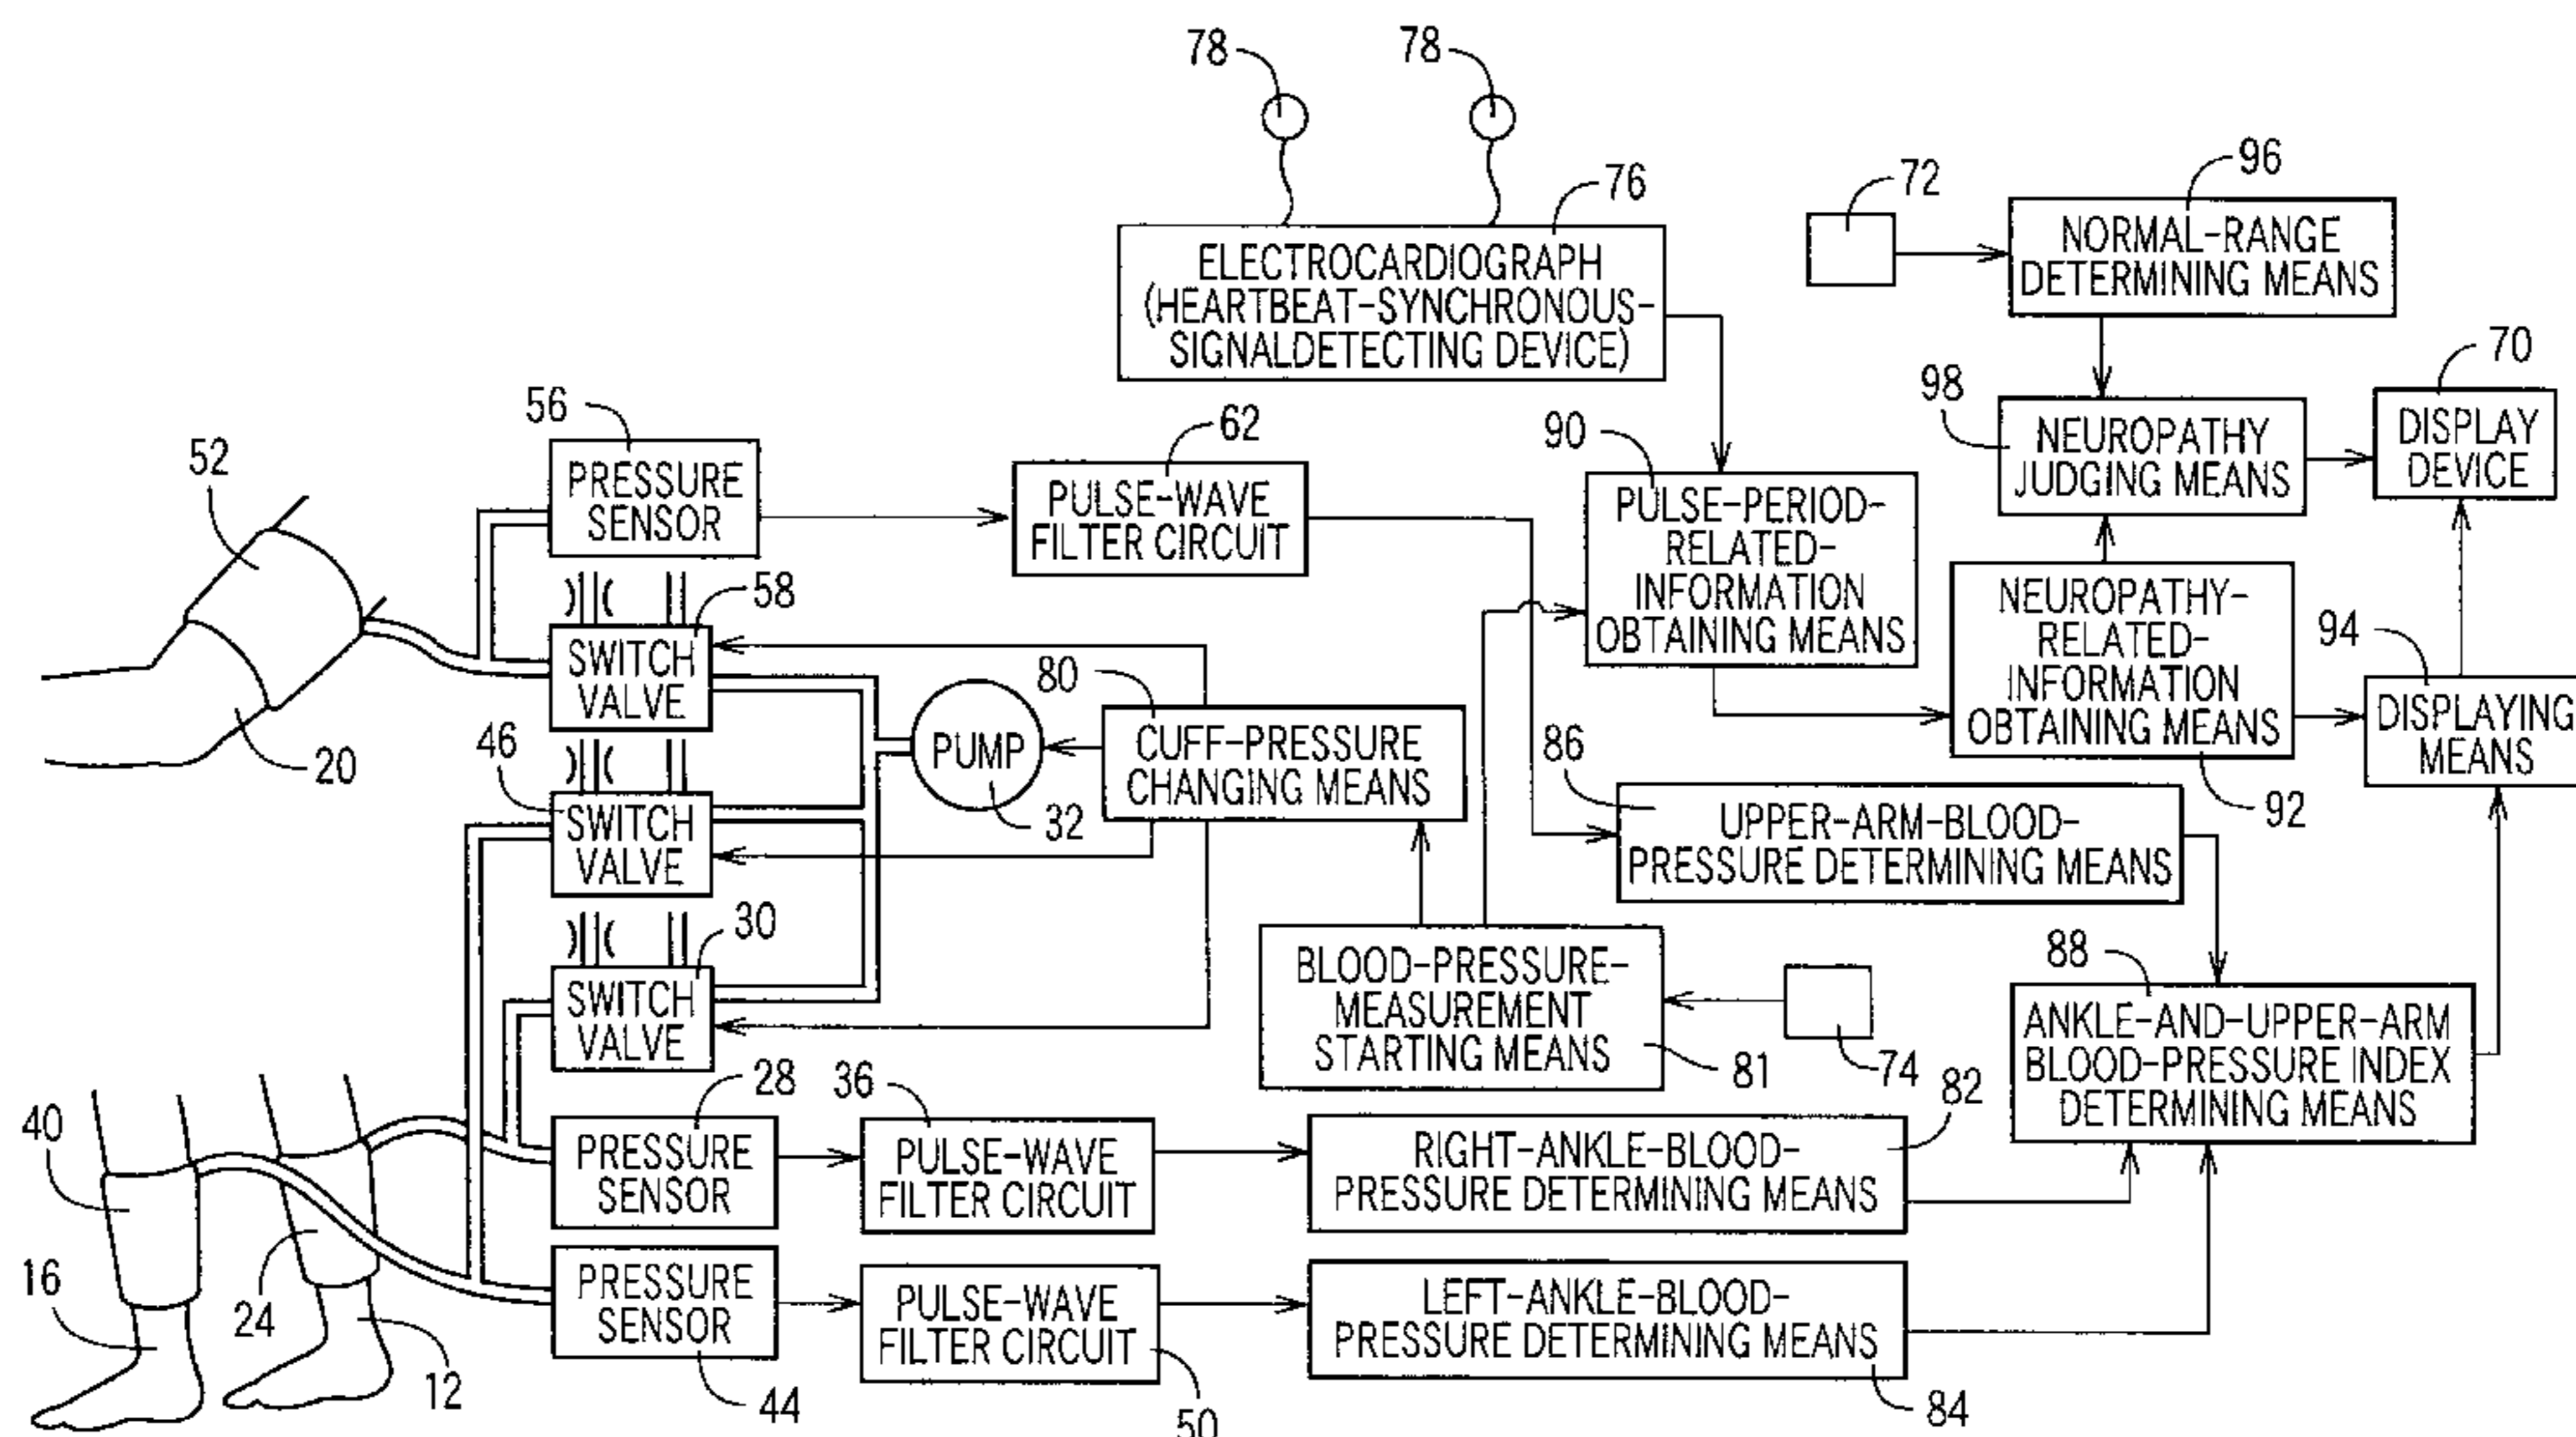 78
78
76
72
96
ELECTROCARDIOGRAPH
(HEARTBEAT-SYNCHRONOUS-
SIGNALDETECTING DEVICE)
NORMAL-RANGE
DETERMINING MEANS
70
98
NEUROPATHY
JUDGING MEANS
DISPLAY
DEVICE
52
56
PRESSURE
SENSOR
62
PULSE-WAVE
FILTER CIRCUIT
90
PULSE-PERIOD-
RELATED-
INFORMATION
OBTAINING MEANS
NEUROPATHY-
RELATED-
INFORMATION
OBTAINING MEANS
92
94
DISPLAYING
MEANS
58
SWITCH
VALVE
20
46
SWITCH
VALVE
PUMP
32
80
CUFF-PRESSURE
CHANGING MEANS
86
UPPER-ARM-BLOOD-
PRESSURE DETERMINING MEANS
30
SWITCH
VALVE
BLOOD-PRESSURE-
MEASUREMENT
STARTING MEANS
81
74
88
ANKLE-AND-UPPER-ARM
BLOOD-PRESSURE INDEX
DETERMINING MEANS
40
28
PRESSURE
SENSOR
36
PULSE-WAVE
FILTER CIRCUIT
82
RIGHT-ANKLE-BLOOD-
PRESSURE DETERMINING MEANS
16
24
12
PRESSURE
SENSOR
44
PULSE-WAVE
FILTER CIRCUIT
50
LEFT-ANKLE-BLOOD-
PRESSURE DETERMINING MEANS
84